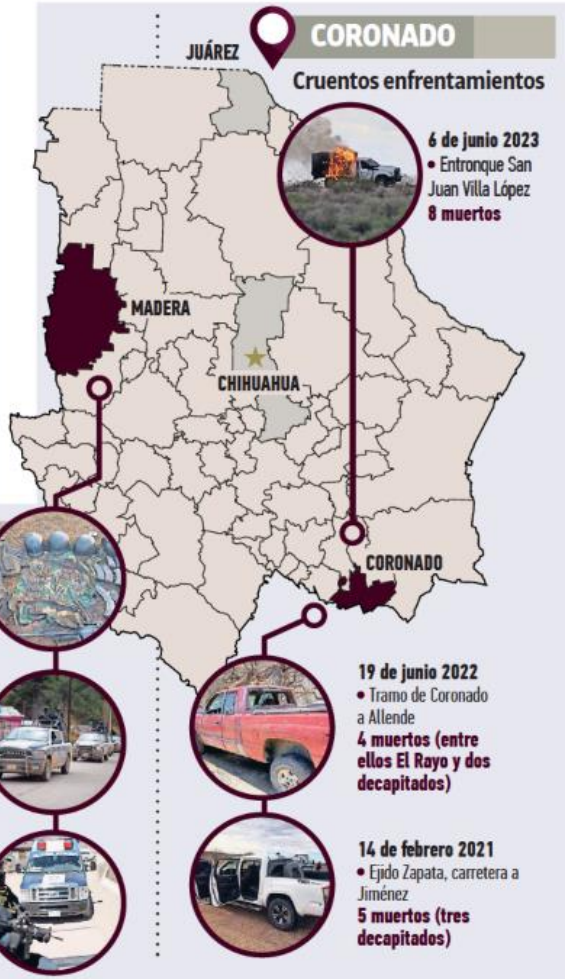 JUÁREZ
CORONADO
Cruentos enfrentamientos
6 de junio 2023
• Entronque San
Juan Villa López
8 muertos
MADERA
CHIHUAHUA
CORONADO
19 de junio 2022
• Tramo de Coronado
a Allende
4 muertos (entre
ellos El Rayo y dos
decapitados)
14 de febrero 2021
• Ejido Zapata, carretera a
Jiménez
5 muertos (tres
decapitados)